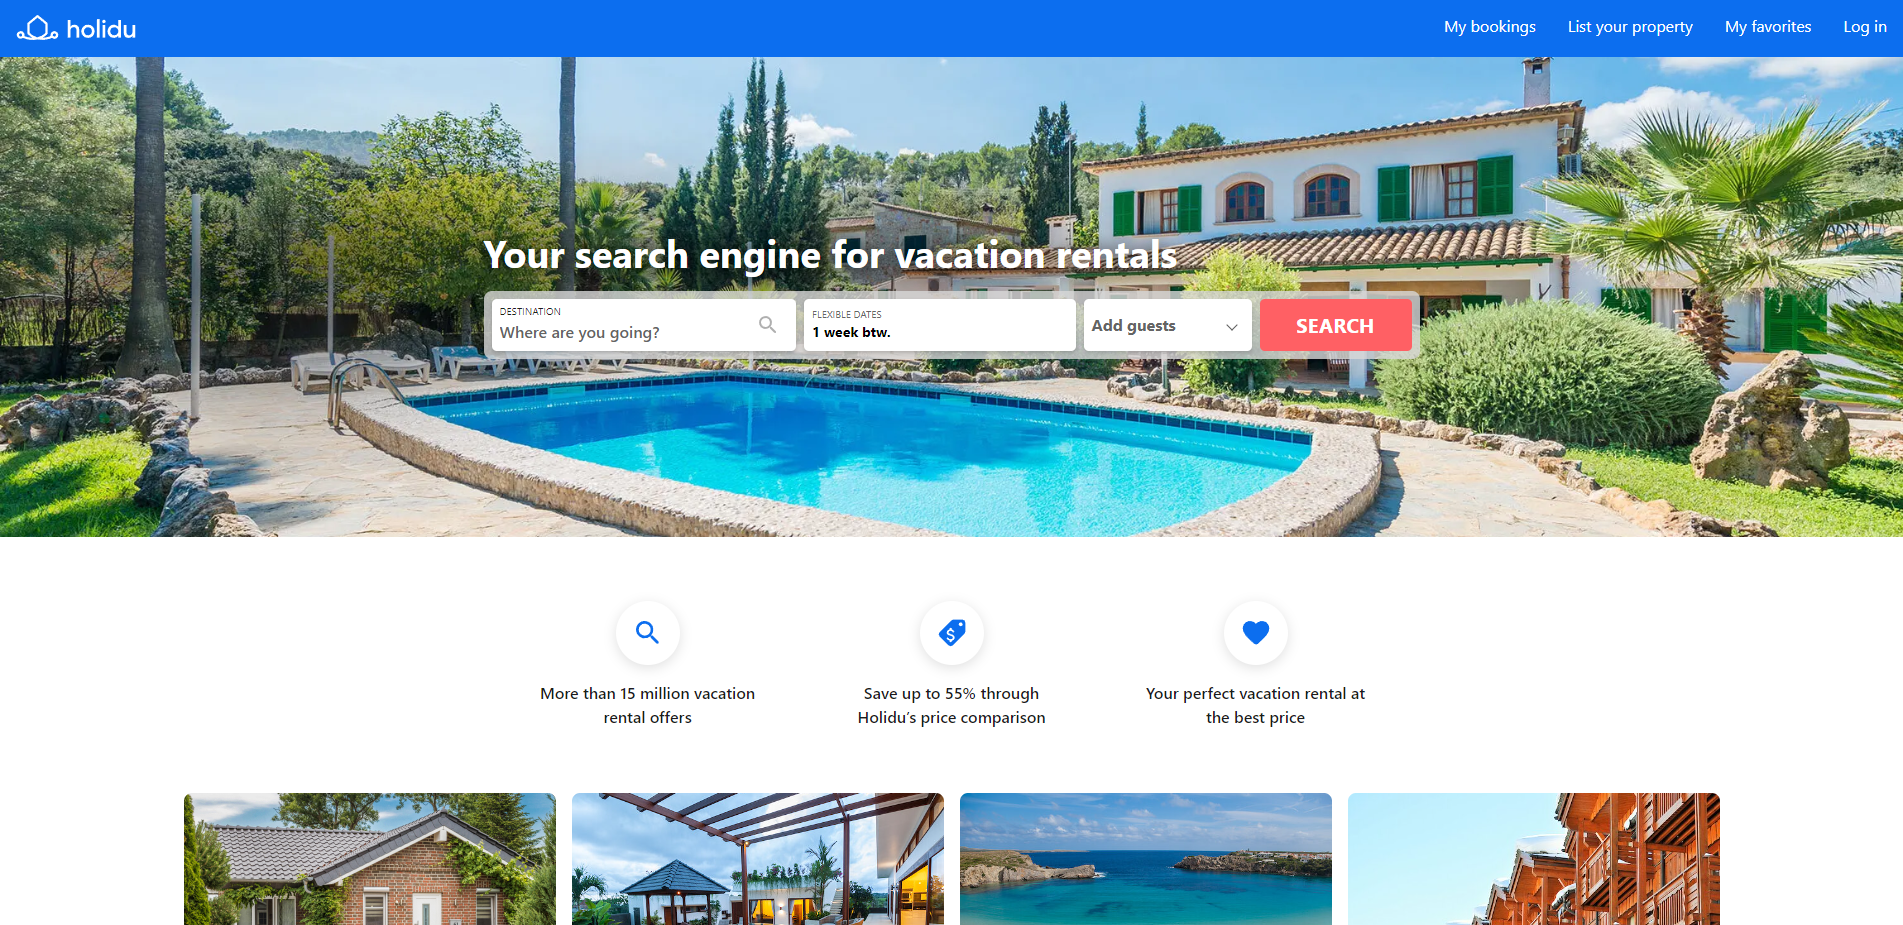 holidu
My bookings
List your property
My favorites
Log in
Your search engine for vacation rentals
DESTINATION
Where are you going?
FLEXIBLE DATES
1 week btw.
Add guests
SEARCH
More than 15 million vacation
rental offers
Save up to 55% through
Holidu's price comparison
Your perfect vacation rental at
the best price